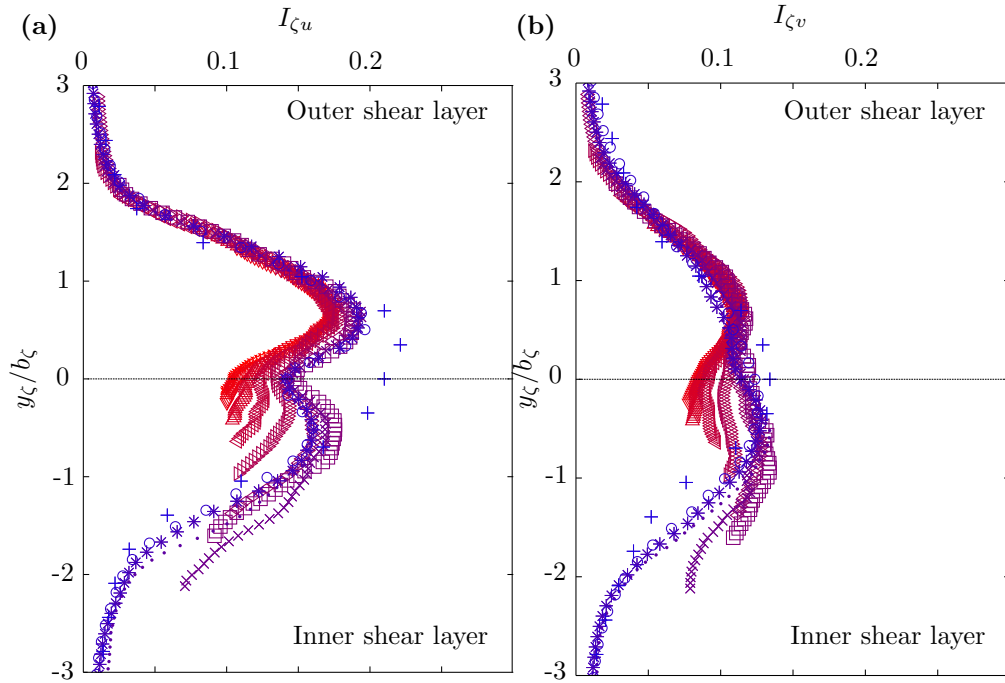 (a)
I_{ζu}
0 0.1 0.2
3
Outer shear layer
2
1
y_ζ/b_ζ
0
-1
-2
Inner shear layer
-3
(b)
I_{ζv}
0 0.1 0.2
3
Outer shear layer
2
1
y_ζ/b_ζ
0
-1
-2
Inner shear layer
-3